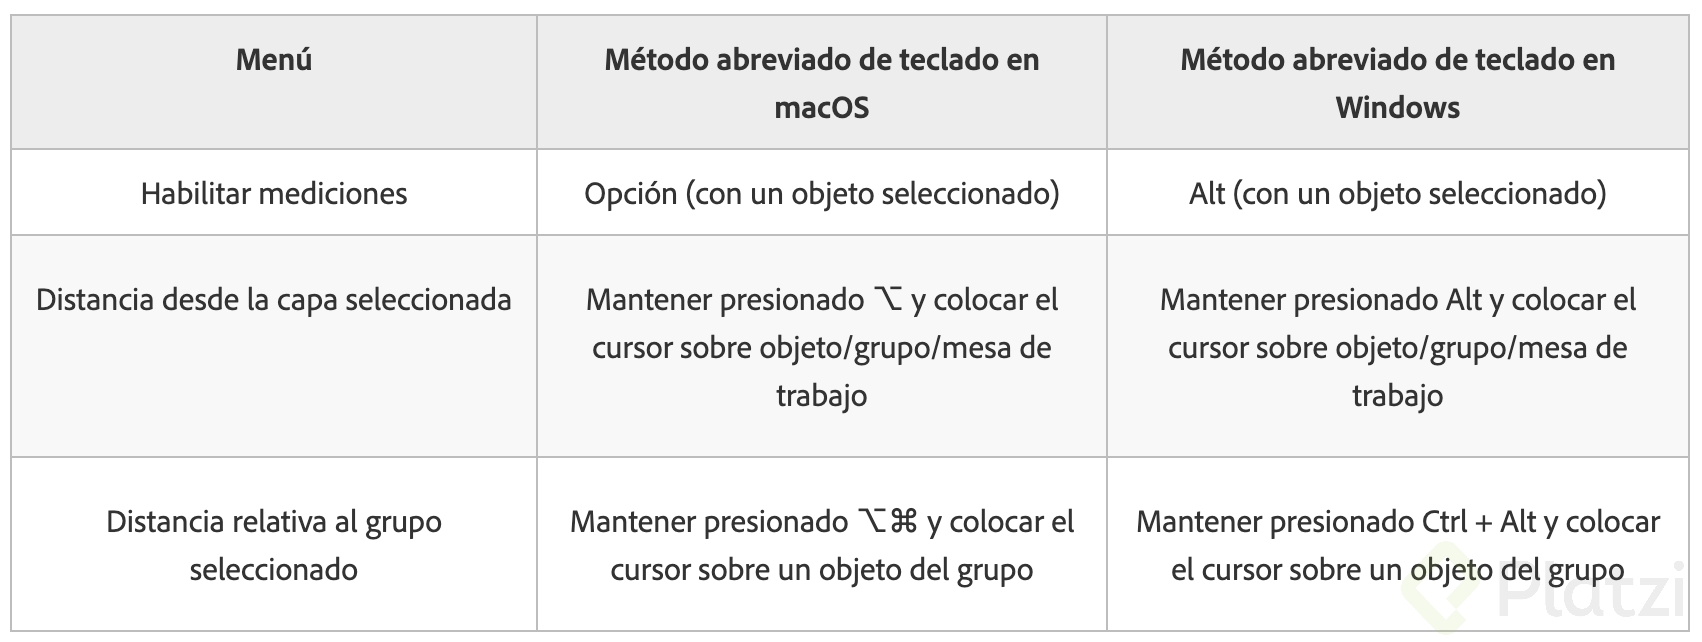 Menú
Método abreviado de teclado en
macOS
Método abreviado de teclado en
Windows
Habilitar mediciones
Opción (con un objeto seleccionado)
Alt (con un objeto seleccionado)
Distancia desde la capa seleccionada
Mantener presionado ⌥ y colocar el
cursor sobre objeto/grupo/mesa de
trabajo
Mantener presionado Alt y colocar el
cursor sobre objeto/grupo/mesa de
trabajo
Distancia relativa al grupo
seleccionado
Mantener presionado ⌥⌘ y colocar el
cursor sobre un objeto del grupo
Mantener presionado Ctrl + Alt y colocar
el cursor sobre un objeto del grupo
Platzi